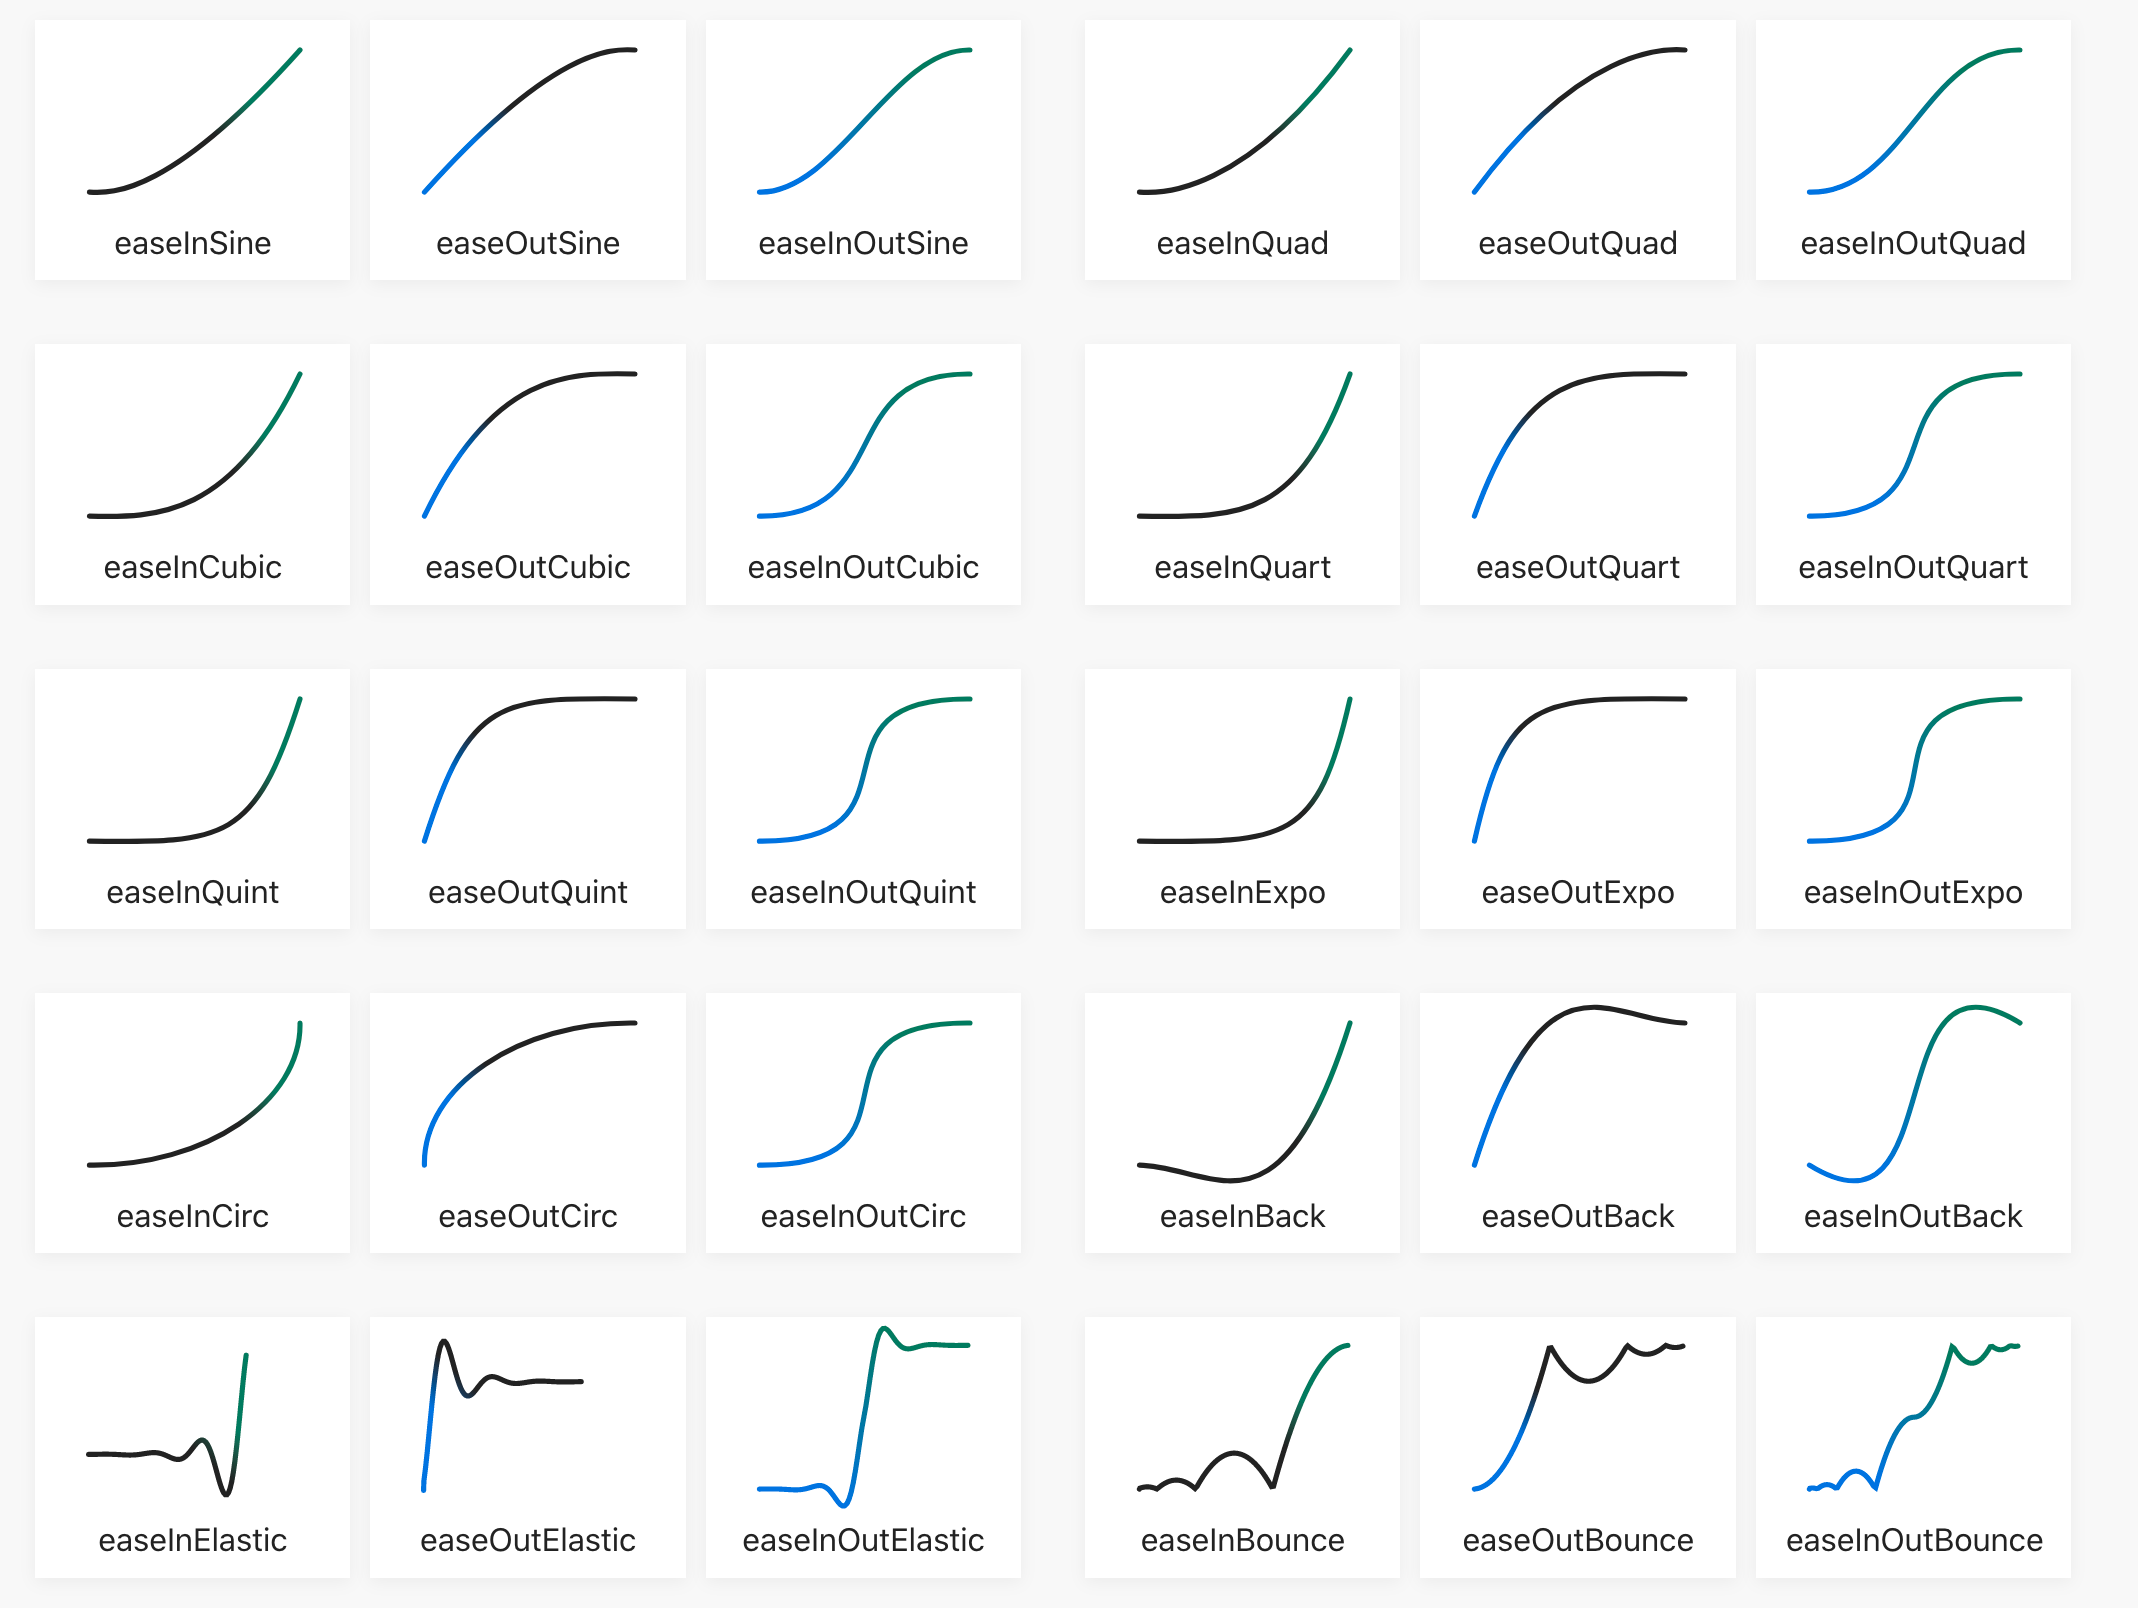 easeInSine
easeOutSine
easeInOutSine
easeInQuad
easeOutQuad
easeInOutQuad
easeInCubic
easeOutCubic
easeInOutCubic
easeInQuart
easeOutQuart
easeInOutQuart
easeInQuint
easeOutQuint
easeInOutQuint
easeInExpo
easeOutExpo
easeInOutExpo
easeInCirc
easeOutCirc
easeInOutCirc
easeInBack
easeOutBack
easeInOutBack
easeInElastic
easeOutElastic
easeInOutElastic
easeInBounce
easeOutBounce
easeInOutBounce